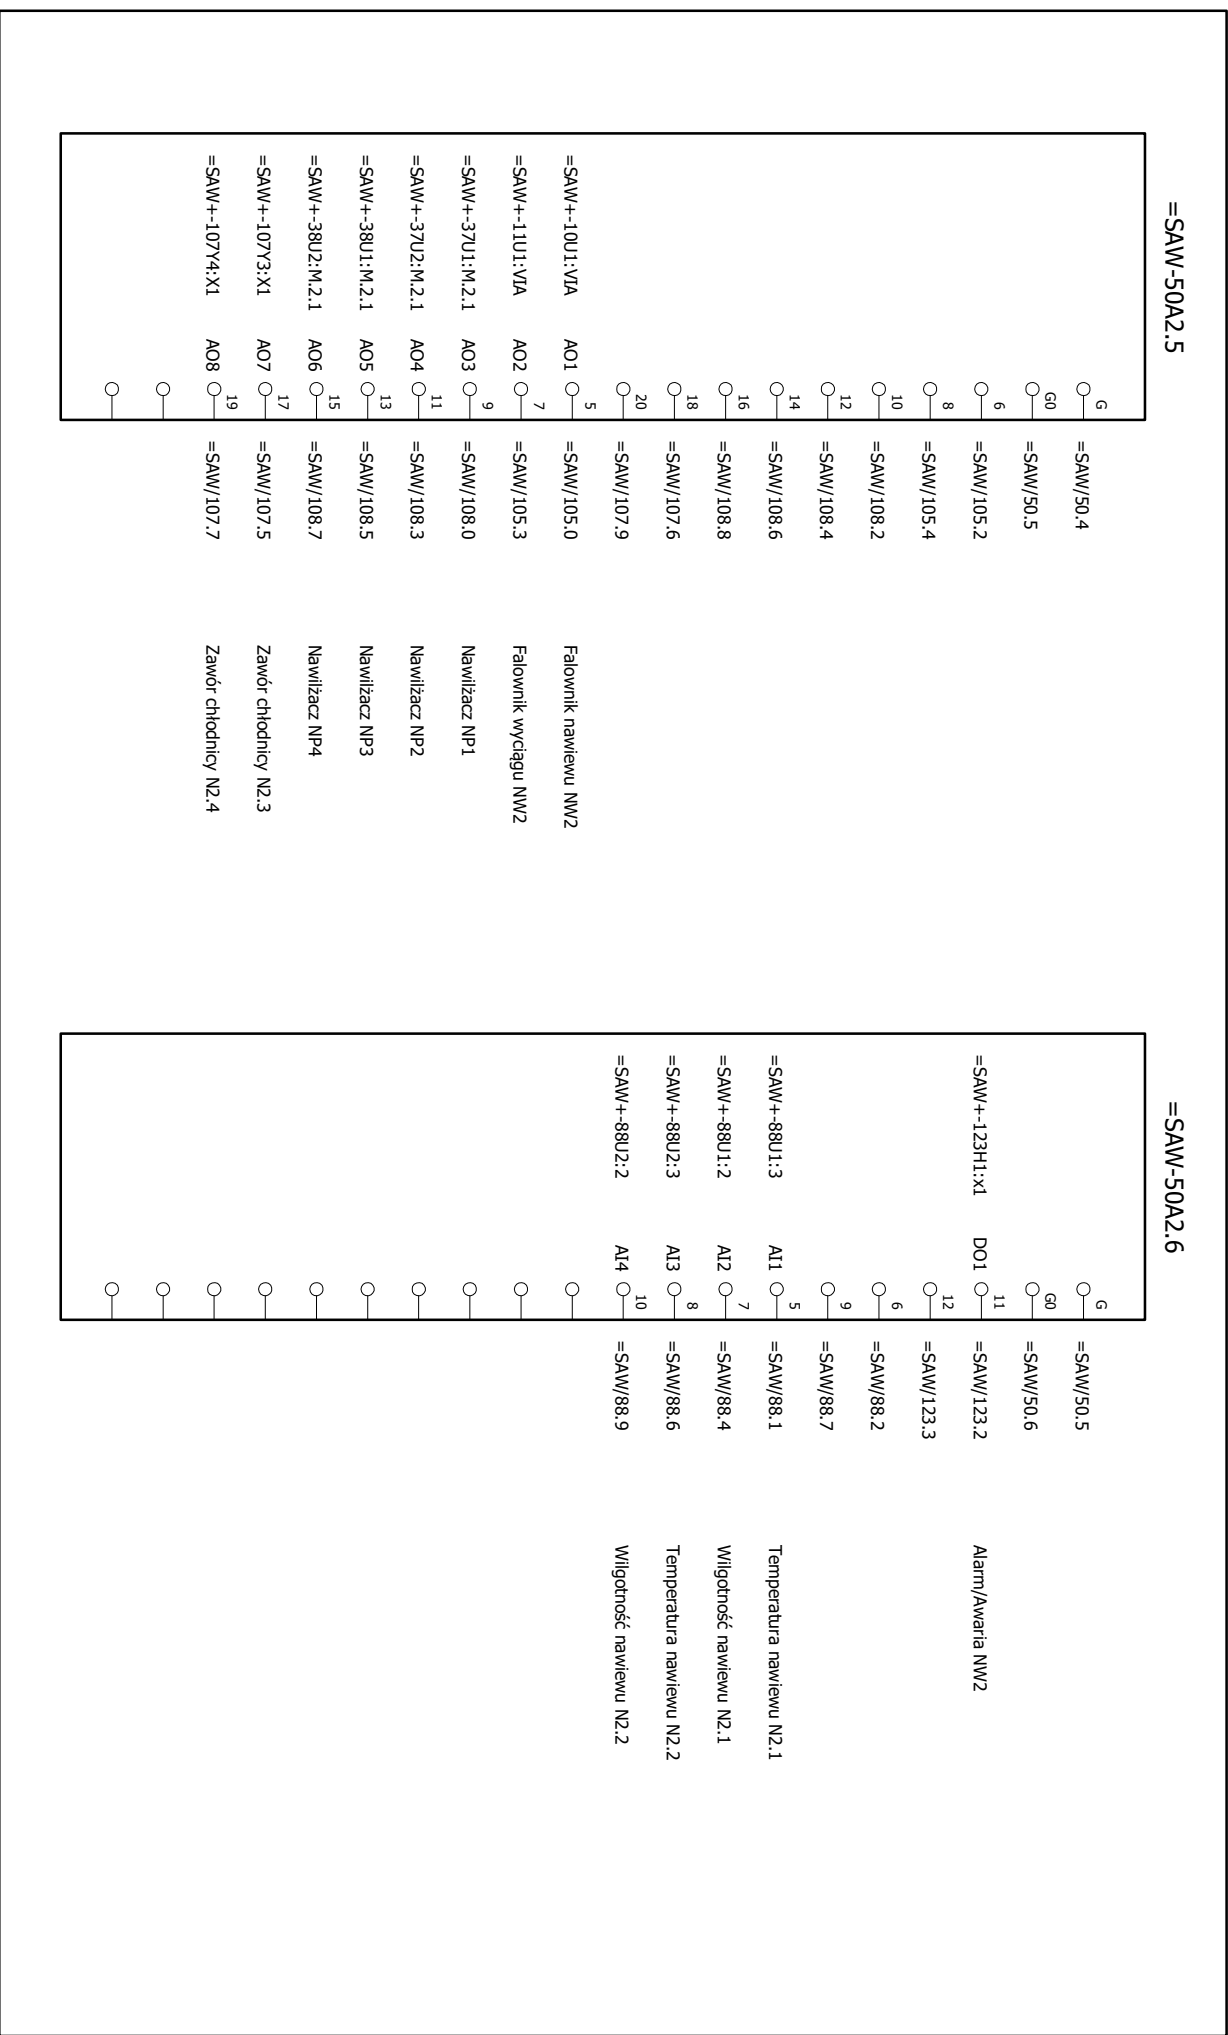 =SAW-50A2.5
G =SAW/50.4
G0 =SAW/50.5
6 =SAW/105.2
8 =SAW/105.4
10 =SAW/108.2
12 =SAW/108.4
14 =SAW/108.6
16 =SAW/108.8
18 =SAW/107.6
20 =SAW/107.9
=SAW+-10U1:VIA AO1 5 =SAW/105.0 Falownik nawiewu NW2
=SAW+-11U1:VIA AO2 7 =SAW/105.3 Falownik wyciągu NW2
=SAW+-37U1:M.2.1 AO3 9 =SAW/108.0 Nawilżacz NP1
=SAW+-37U2:M.2.1 AO4 11 =SAW/108.3 Nawilżacz NP2
=SAW+-38U1:M.2.1 AO5 13 =SAW/108.5 Nawilżacz NP3
=SAW+-38U2:M.2.1 AO6 15 =SAW/108.7 Nawilżacz NP4
=SAW+-107Y3:X1 AO7 17 =SAW/107.5 Zawór chłodnicy N2.3
=SAW+-107Y4:X1 AO8 19 =SAW/107.7 Zawór chłodnicy N2.4
=SAW-50A2.6
G =SAW/50.5
G0 =SAW/50.6
=SAW+-123H1:x1 DO1 11 =SAW/123.2 Alarm/Awaria NW2
12 =SAW/123.3
6 =SAW/88.2
9 =SAW/88.7
=SAW+-88U1:3 AI1 5 =SAW/88.1 Temperatura nawiewu N2.1
=SAW+-88U1:2 AI2 7 =SAW/88.4 Wilgotność nawiewu N2.1
=SAW+-88U2:3 AI3 8 =SAW/88.6 Temperatura nawiewu N2.2
=SAW+-88U2:2 AI4 10 =SAW/88.9 Wilgotność nawiewu N2.2